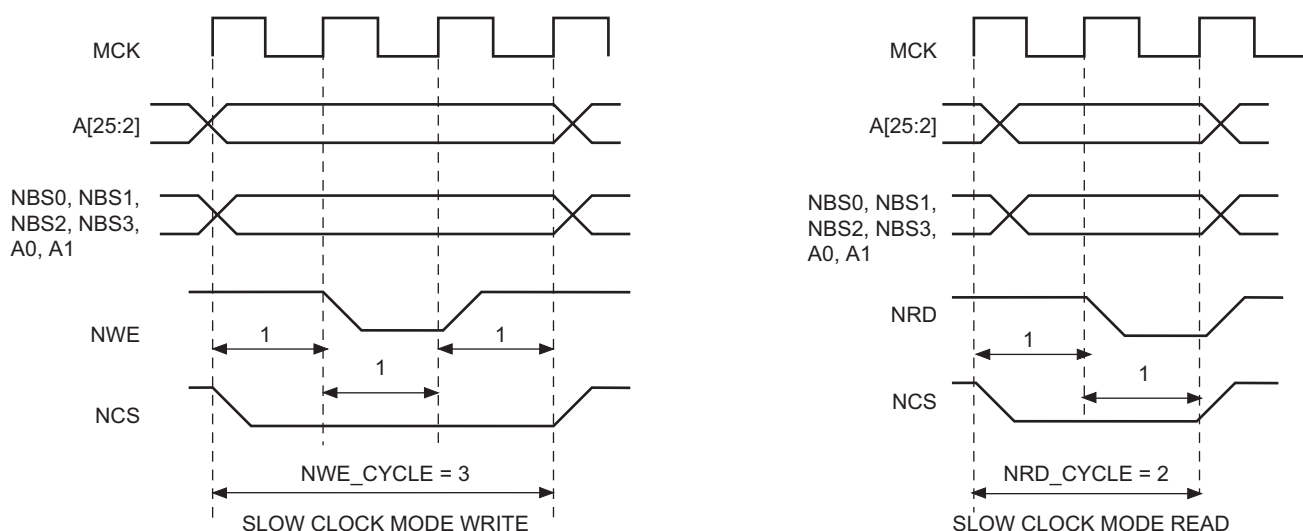 MCK
A[25:2]
NBS0, NBS1,
NBS2, NBS3,
A0, A1
NWE
1
1
1
NCS
NWE_CYCLE = 3
SLOW CLOCK MODE WRITE
MCK
A[25:2]
NBS0, NBS1,
NBS2, NBS3,
A0, A1
NRD
1
1
NCS
NRD_CYCLE = 2
SLOW CLOCK MODE READ